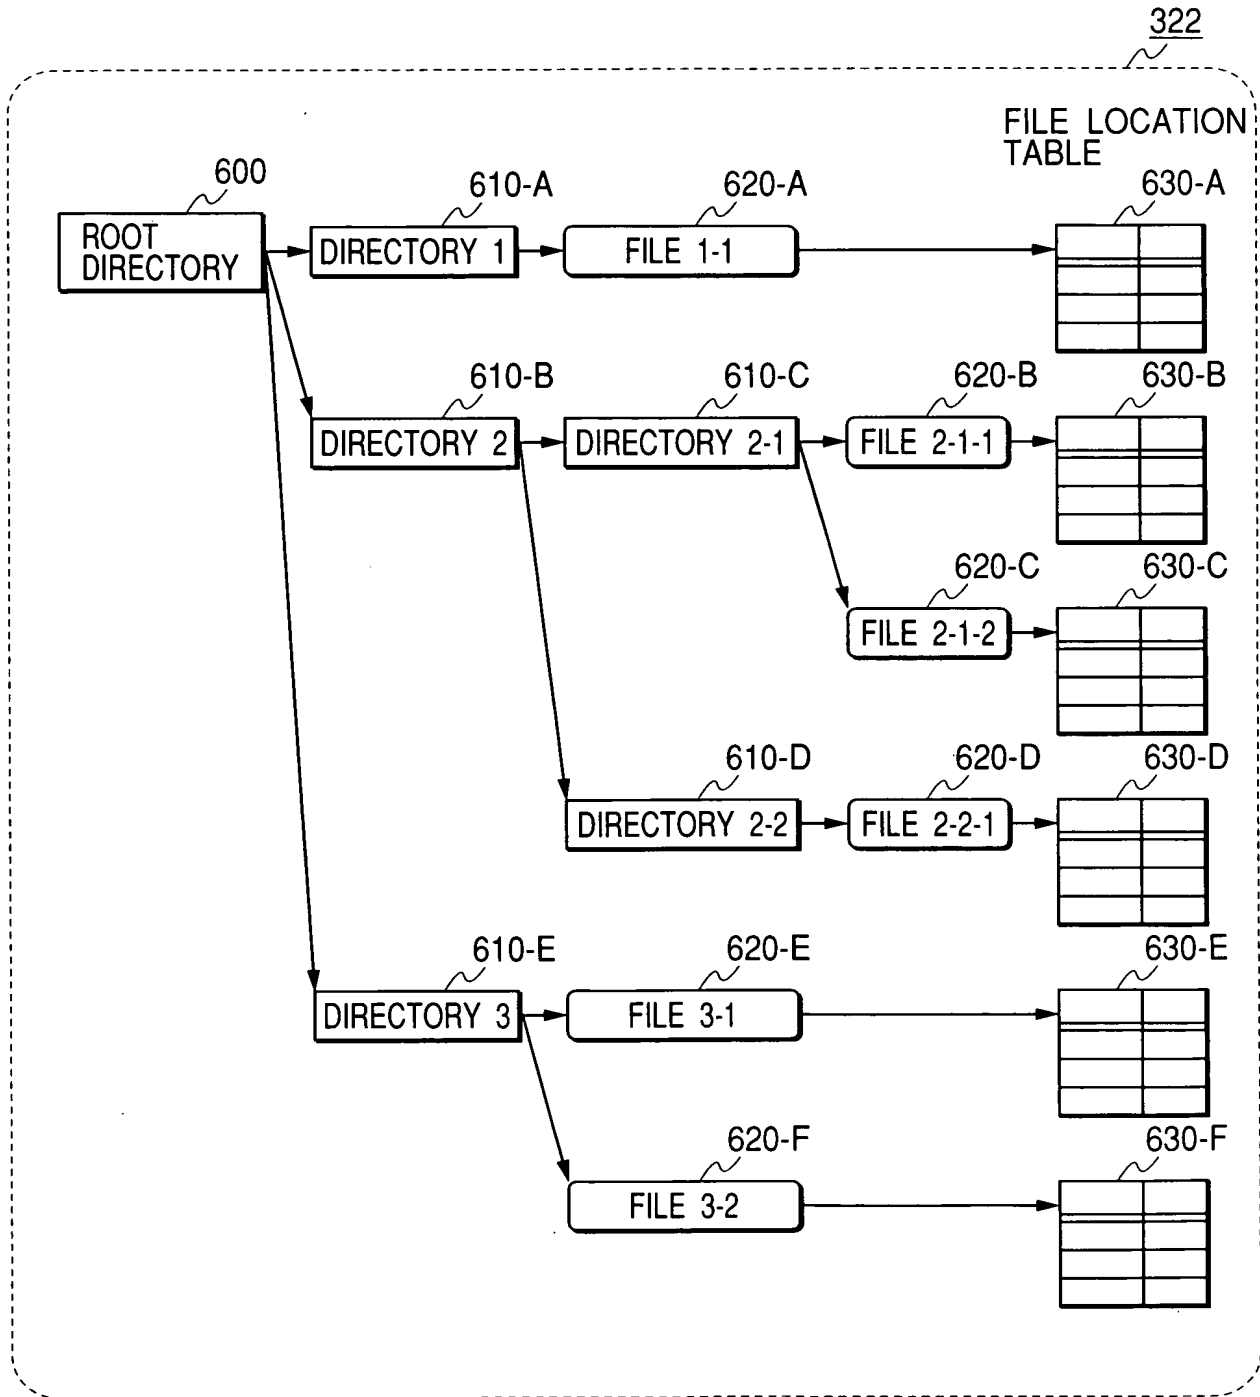 322
FILE LOCATION
TABLE
600
610-A
620-A
630-A
ROOT
DIRECTORY
DIRECTORY 1
FILE 1-1
610-B
610-C
620-B
630-B
DIRECTORY 2
DIRECTORY 2-1
FILE 2-1-1
620-C
630-C
FILE 2-1-2
610-D
620-D
630-D
DIRECTORY 2-2
FILE 2-2-1
610-E
620-E
630-E
DIRECTORY 3
FILE 3-1
620-F
630-F
FILE 3-2